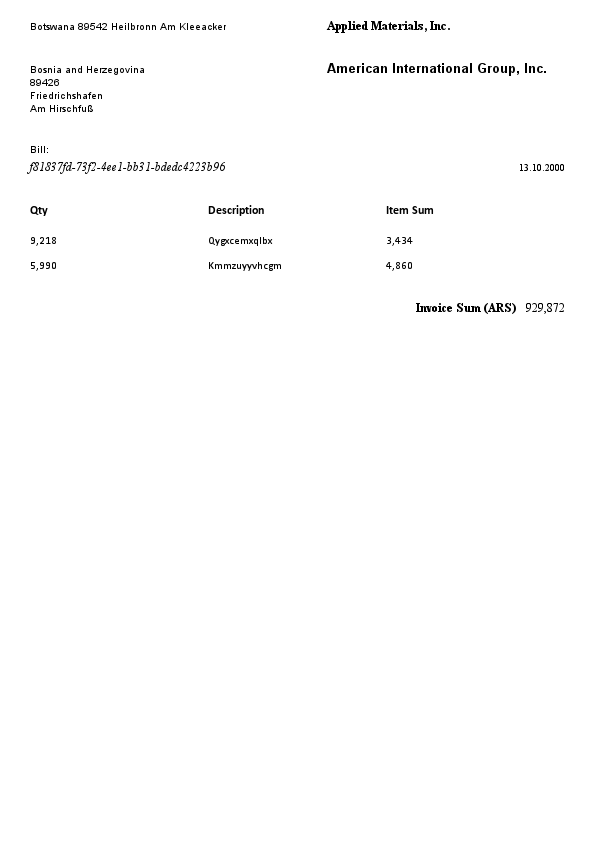 Botswana 89542 Heilbronn Am Kleeacker
Applied Materials, Inc.
Bosnia and Herzegovina
89426
Friedrichshafen
Am Hirschfuß
American International Group, Inc.
Bill:
f81837fd-73f2-4ee1-bb31-bdedc4223b96
13.10.2000
Qty Description Item Sum
9,218 Qygxcemxqlbx 3,434
5,990 Kmmzuyyvhcgm 4,860
Invoice Sum (ARS) 929,872